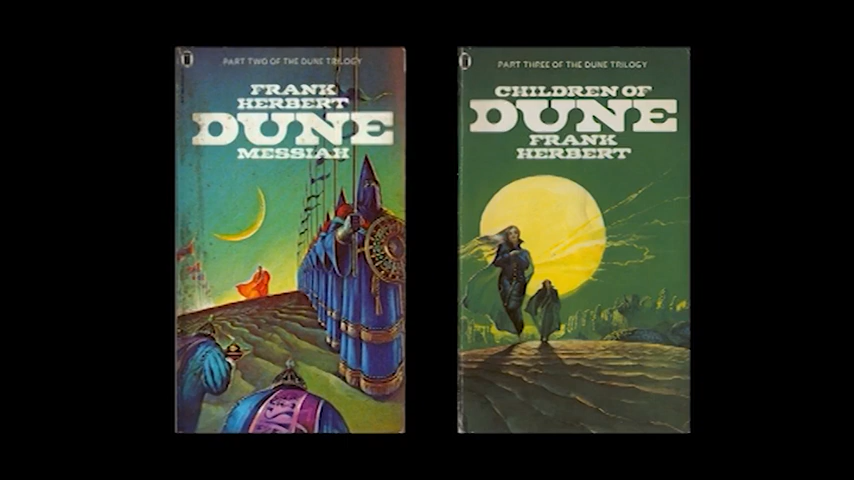 PART TWO OF THE DUNE TRILOGY
FRANK
HERBERT
DUNE
MESSIAH
PART THREE OF THE DUNE TRILOGY
CHILDREN OF
DUNE
FRANK
HERBERT